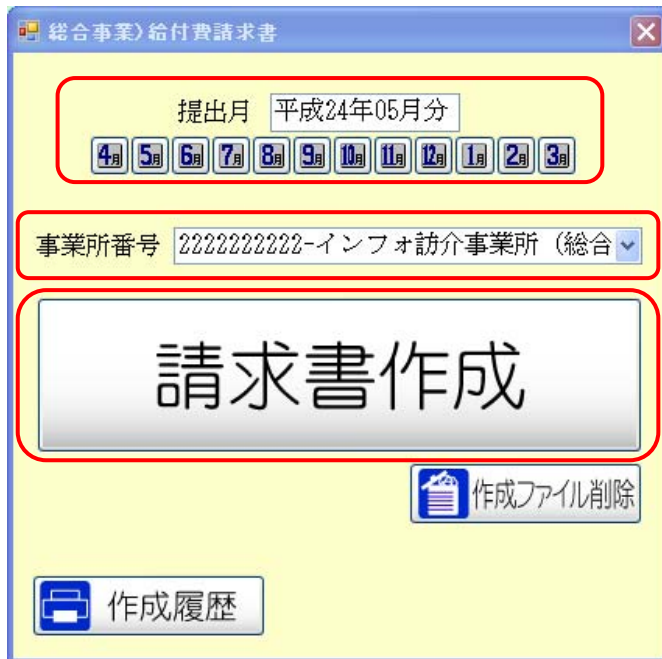 総合事業)給付費請求書
提出月 平成24年05月分
4月 5月 6月 7月 8月 9月 10月 11月 12月 1月 2月 3月
事業所番号 2222222222-インフォ訪介事業所（総合
請求書作成
作成ファイル削除
作成履歴